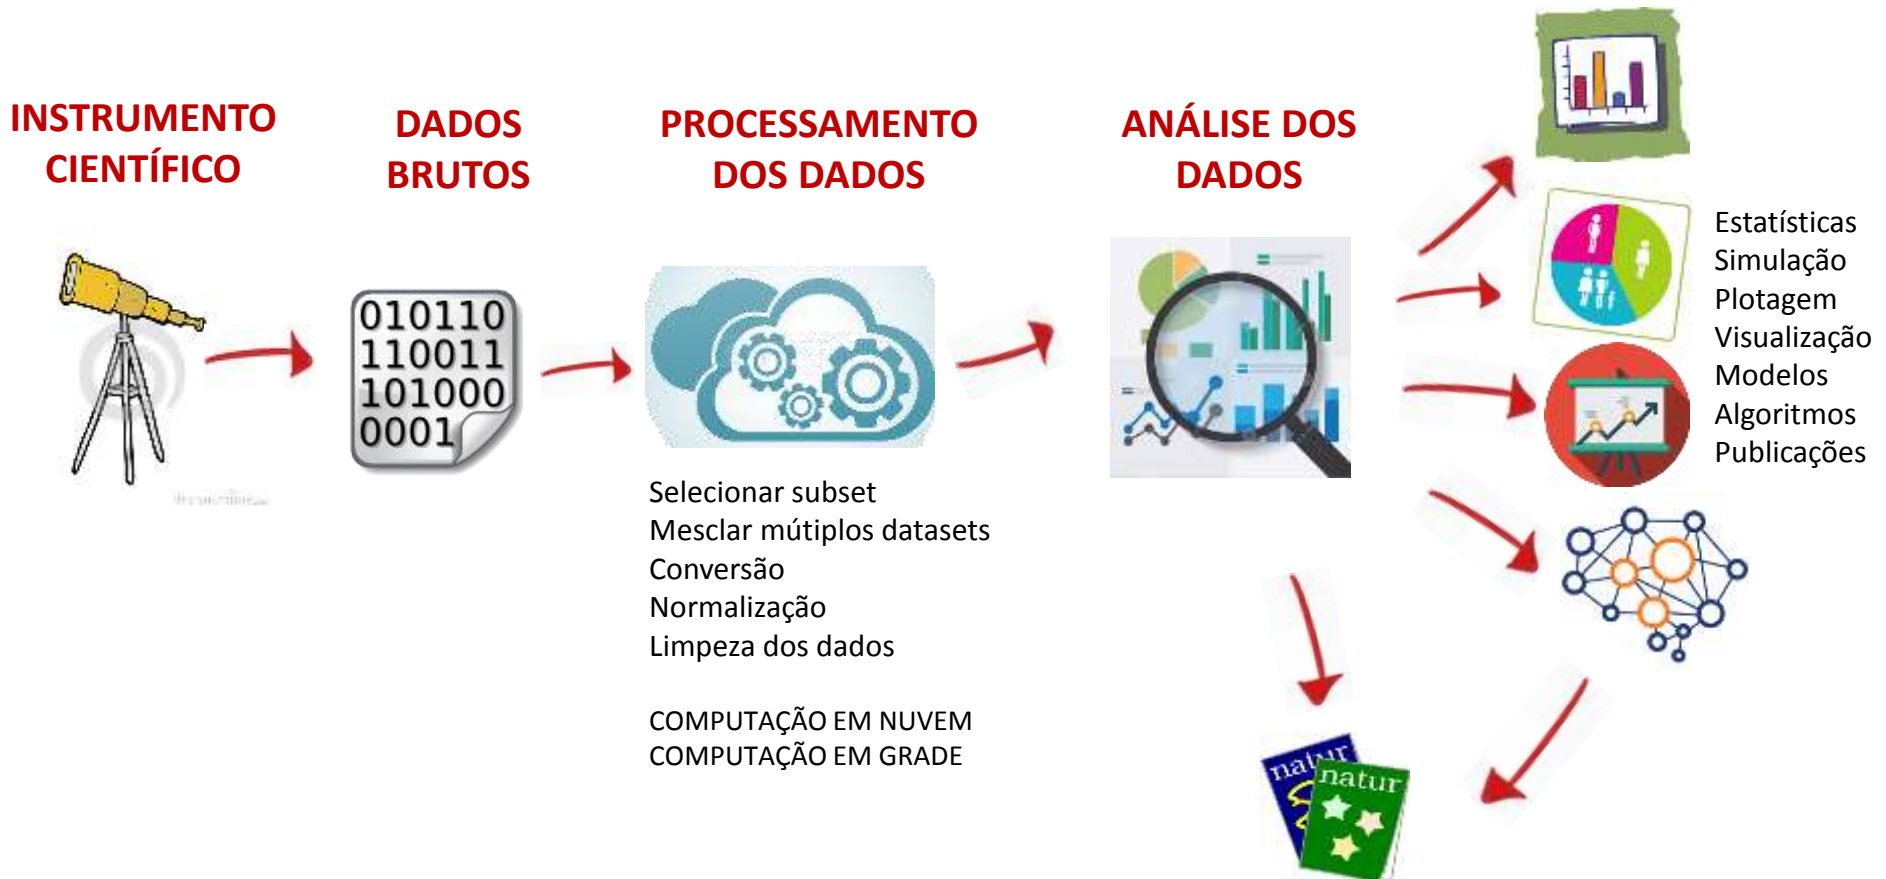 INSTRUMENTO
CIENTÍFICO
DADOS
BRUTOS
010110
110011
101000
0001
PROCESSAMENTO
DOS DADOS
Selecionar subset
Mesclar mútiplos datasets
Conversão
Normalização
Limpeza dos dados
COMPUTAÇÃO EM NUVEM
COMPUTAÇÃO EM GRADE
ANÁLISE DOS
DADOS
Estatísticas
Simulação
Plotagem
Visualização
Modelos
Algoritmos
Publicações
natur
natur